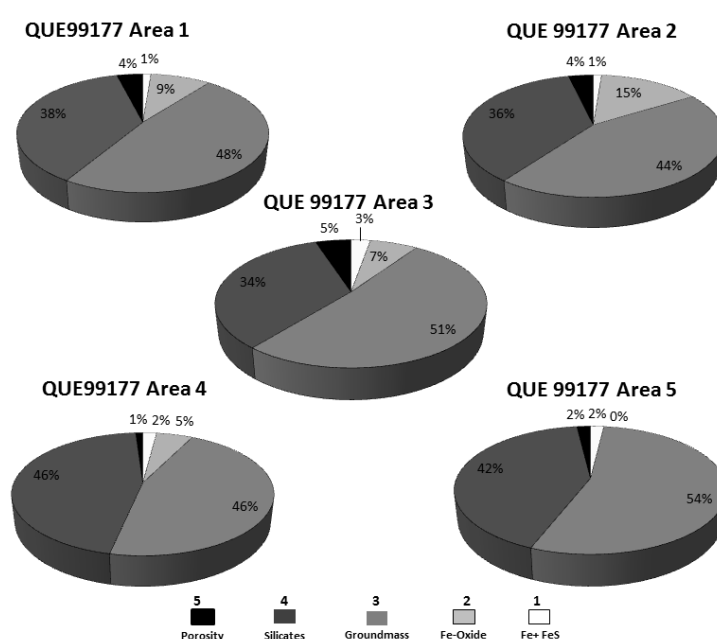 QUE99177 Area 1
4% 1%
9%
38%
48%
QUE 99177 Area 2
4% 1%
15%
36%
44%
QUE 99177 Area 3
5% 3%
7%
34%
51%
QUE99177 Area 4
1% 2% 5%
46%
46%
QUE 99177 Area 5
2% 2% 0%
42%
54%
5 4 3 2 1
Porosity Silicates Groundmass Fe-Oxide Fe+ FeS